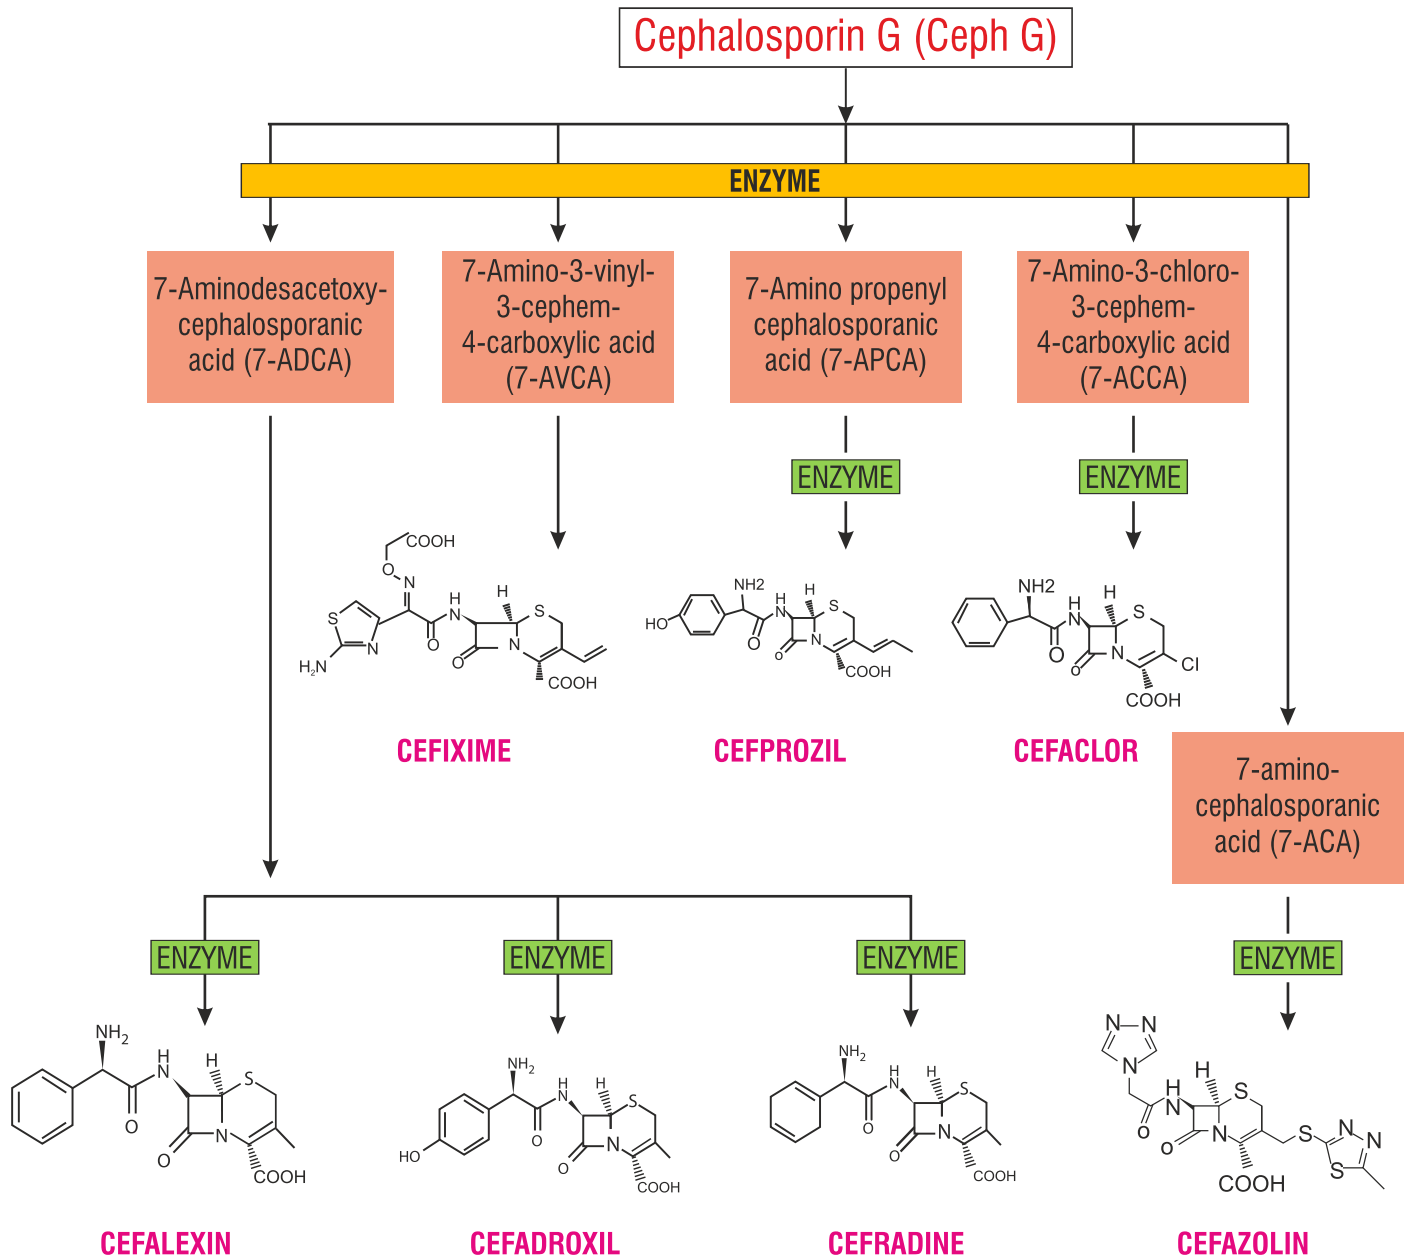 Cephalosporin G (Ceph G)
ENZYME
7-Aminodesacetoxy-
cephalosporanic
acid (7-ADCA)
7-Amino-3-vinyl-
3-cephem-
4-carboxylic acid
(7-AVCA)
7-Amino propenyl
cephalosporanic
acid (7-APCA)
7-Amino-3-chloro-
3-cephem-
4-carboxylic acid
(7-ACCA)
ENZYME
ENZYME
COOH
O
N
H
N
H
S
S
N
O
N
O
H₂N
COOH
CEFIXIME
NH2
H
N
H
S
HO
O
N
O
COOH
CEFPROZIL
NH2
H
N
H
S
O
N
O
Cl
COOH
CEFACLOR
7-amino-
cephalosporanic
acid (7-ACA)
ENZYME
ENZYME
ENZYME
ENZYME
NH₂
H
N
H
S
O
N
O
COOH
CEFALEXIN
NH₂
H
N
H
S
O
N
HO
O
COOH
CEFADROXIL
NH₂
H
N
H
S
O
N
O
COOH
CEFRADINE
N
N
N
H
N
H
S
O
N
O
S
N
N
S
COOH
CEFAZOLIN